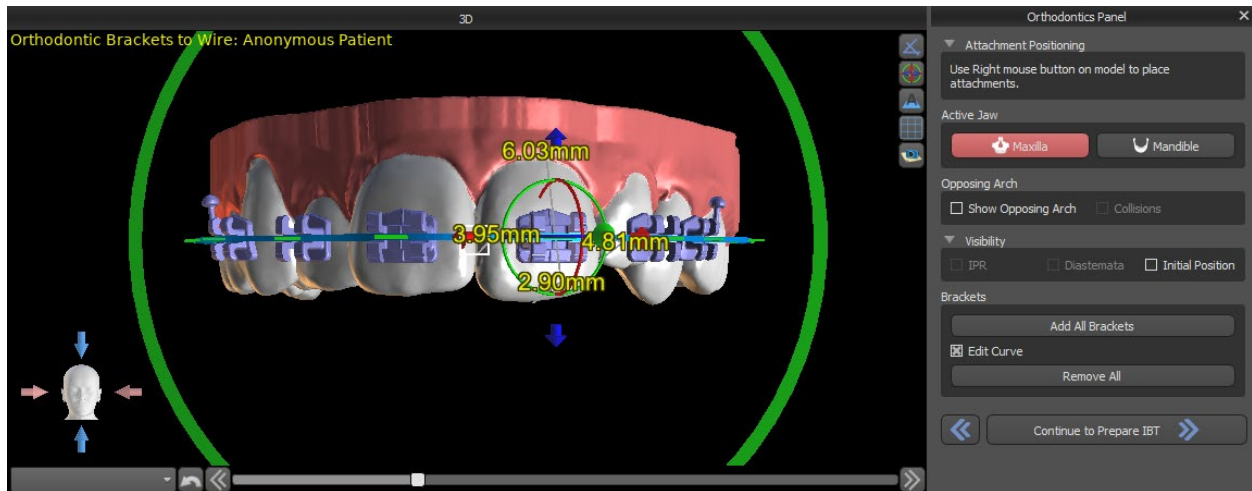 3D
Orthodontic Brackets to Wire: Anonymous Patient
6.03mm
3.95mm
4.81mm
2.90mm
Orthodontics Panel
Attachment Positioning
Use Right mouse button on model to place
attachments.
Active Jaw
Maxilla
Mandible
Opposing Arch
Show Opposing Arch
Collisions
Visibility
IPR
Diastemata
Initial Position
Brackets
Add All Brackets
Edit Curve
Remove All
Continue to Prepare IBT